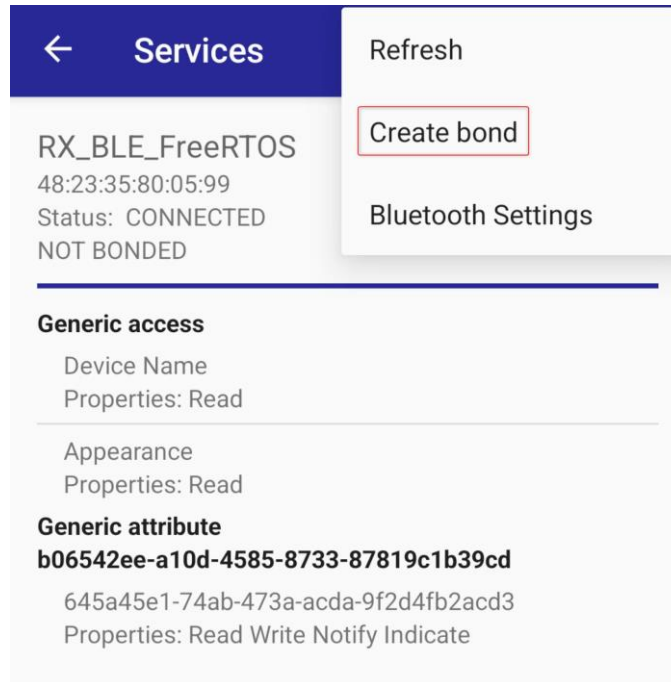 Services
Refresh
Create bond
Bluetooth Settings
RX_BLE_FreeRTOS
48:23:35:80:05:99
Status: CONNECTED
NOT BONDED
Generic access
Device Name
Properties: Read
Appearance
Properties: Read
Generic attribute
b06542ee-a10d-4585-8733-87819c1b39cd
645a45e1-74ab-473a-acda-9f2d4fb2acd3
Properties: Read Write Notify Indicate